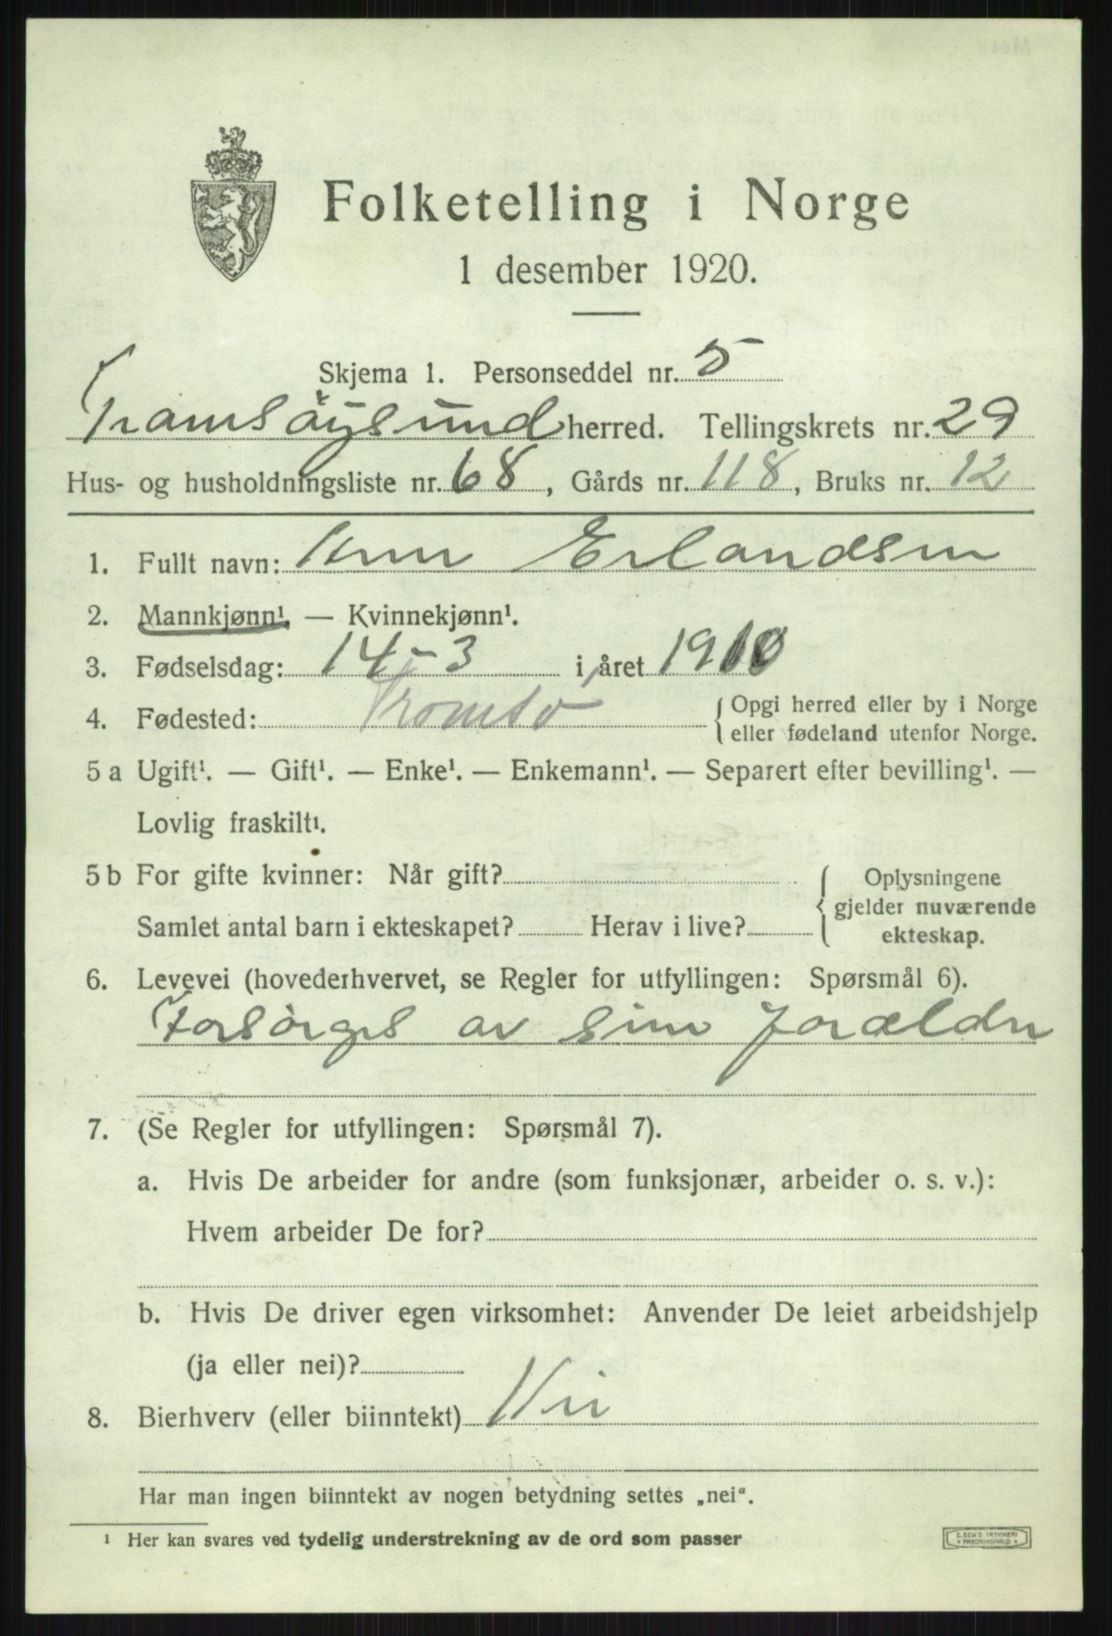 Folketelling i Norge
1 desember 1920.
Skjema 1. Personseddel nr. 5
Tromsøysund herred. Tellingskrets nr. 29
Hus- og husholdningsliste nr. 68, Gårds nr. 118, Bruks nr. 12
1. Fullt navn: Erlandsen
2. Mannkjønn¹. — Kvinnekjønn¹.
3. Fødselsdag: 14-3 i året 1910
4. Fødested: Tromsø { Opgi herred eller by i Norge
eller fødeland utenfor Norge.
5 a Ugift¹. — Gift¹. — Enke¹. — Enkemann¹. — Separert efter bevilling¹. —
Lovlig fraskilt¹.
5 b For gifte kvinner: Når gift? { Oplysningene
gjelder nuværende
Samlet antal barn i ekteskapet? Herav i live? ekteskap.
6. Levevei (hovederhvervet, se Regler for utfyllingen: Spørsmål 6).
Forsørges av sine forældre
7. (Se Regler for utfyllingen: Spørsmål 7).
a. Hvis De arbeider for andre (som funksjonær, arbeider o. s. v.):
Hvem arbeider De for?
b. Hvis De driver egen virksomhet: Anvender De leiet arbeidshjelp
(ja eller nei)?
8. Bierhverv (eller biinntekt) Nei
Har man ingen biinntekt av nogen betydning settes „nei“.
¹ Her kan svares ved tydelig understrekning av de ord som passer